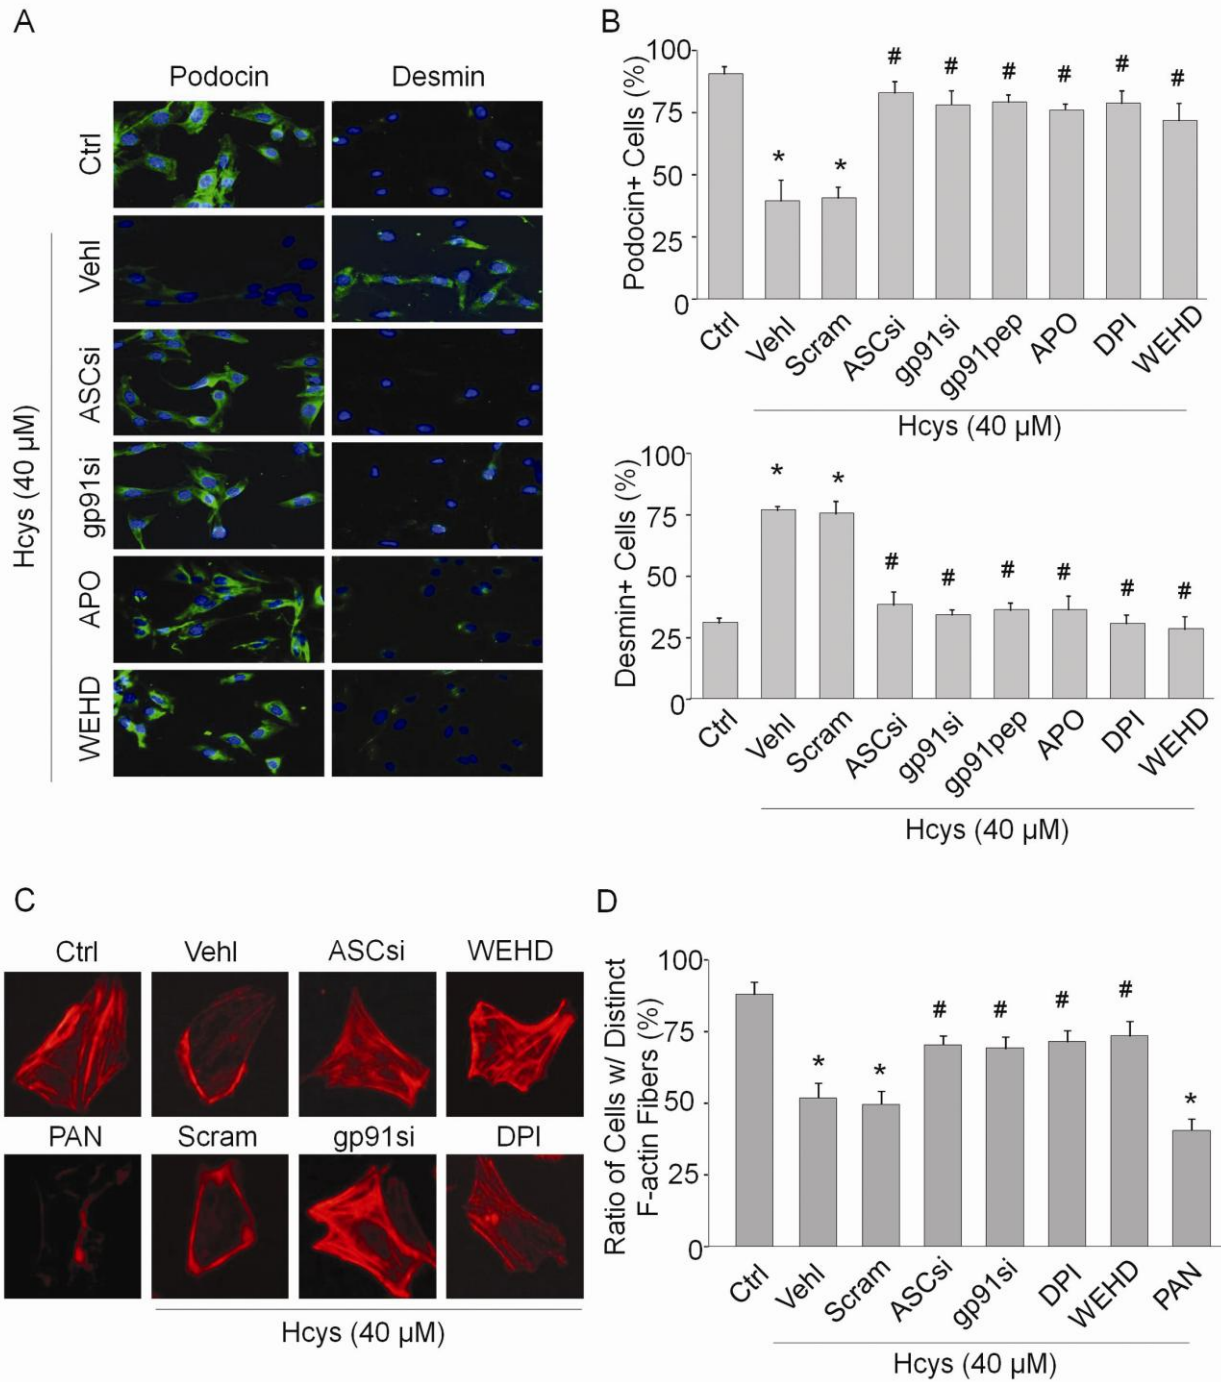 A
Podocin
Desmin
Ctrl
Vehl
ASCsi
gp91si
APO
WEHD
Hcys (40 µM)
B
Podocin+ Cells (%)
100
75
50
25
0
*
*
#
#
#
#
#
#
Ctrl
Vehl
Scram
ASCsi
gp91si
gp91pep
APO
DPI
WEHD
Hcys (40 µM)
Desmin+ Cells (%)
100
75
50
25
0
*
*
#
#
#
#
#
#
Ctrl
Vehl
Scram
ASCsi
gp91si
gp91pep
APO
DPI
WEHD
Hcys (40 µM)
C
Ctrl
Vehl
ASCsi
WEHD
PAN
Scram
gp91si
DPI
Hcys (40 µM)
D
Ratio of Cells w/ Distinct
F-actin Fibers (%)
100
75
50
25
0
*
*
#
#
#
#
*
Ctrl
Vehl
Scram
ASCsi
gp91si
DPI
WEHD
PAN
Hcys (40 µM)